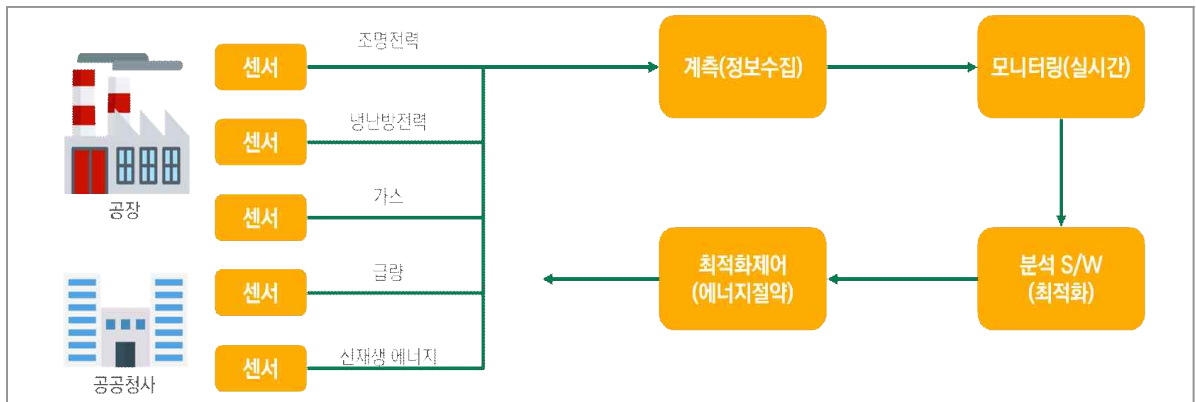 센서
조명전력
계측(정보수집)
모니터링(실시간)
센서
냉난방전력
공장
센서
가스
최적화제어
(에너지절약)
분석 S/W
(최적화)
센서
급량
센서
신재생 에너지
공공청사